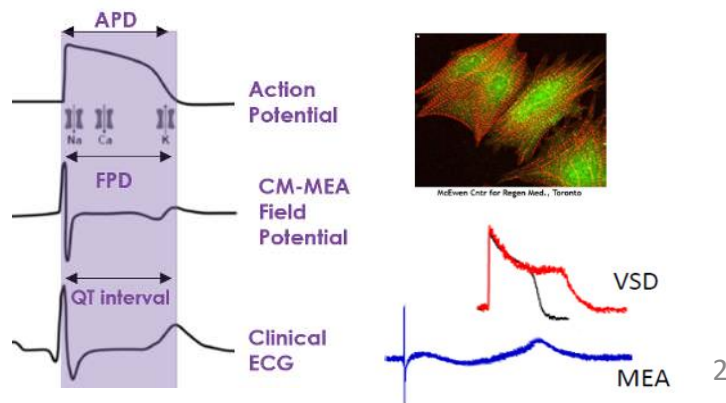 APD
Action
Potential
Na
Ca
K
FPD
CM-MEA
Field
Potential
QT interval
Clinical
ECG
McEwen Cntr for Regen Med., Toronto
VSD
MEA
2